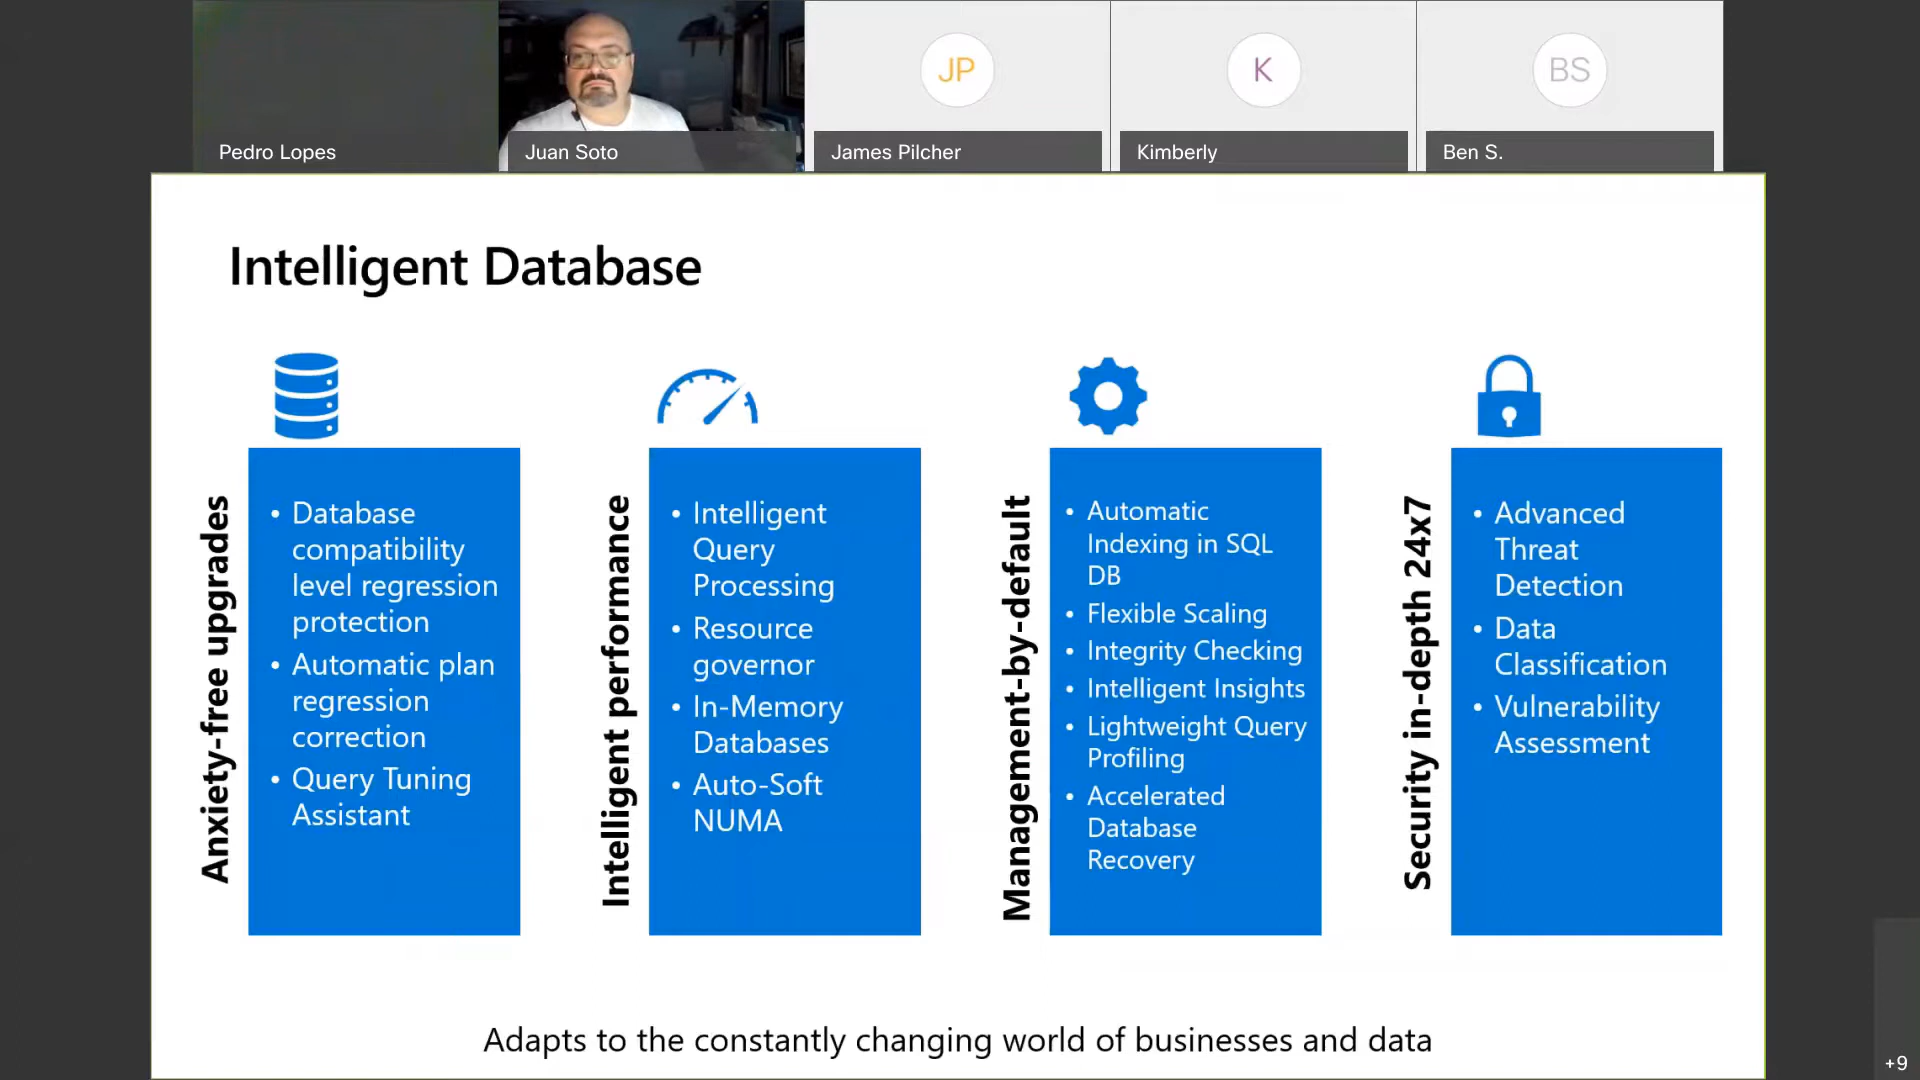 JP
K
BS
Pedro Lopes
Juan Soto
James Pilcher
Kimberly
Ben S.
Intelligent Database
Anxiety-free upgrades
• Database
compatibility
level regression
protection
• Automatic plan
regression
correction
• Query Tuning
Assistant
Intelligent performance
• Intelligent
Query
Processing
• Resource
governor
• In-Memory
Databases
• Auto-Soft
NUMA
Management-by-default
• Automatic
Indexing in SQL
DB
• Flexible Scaling
• Integrity Checking
• Intelligent Insights
• Lightweight Query
Profiling
• Accelerated
Database
Recovery
Security in-depth 24x7
• Advanced
Threat
Detection
• Data
Classification
• Vulnerability
Assessment
Adapts to the constantly changing world of businesses and data
+9